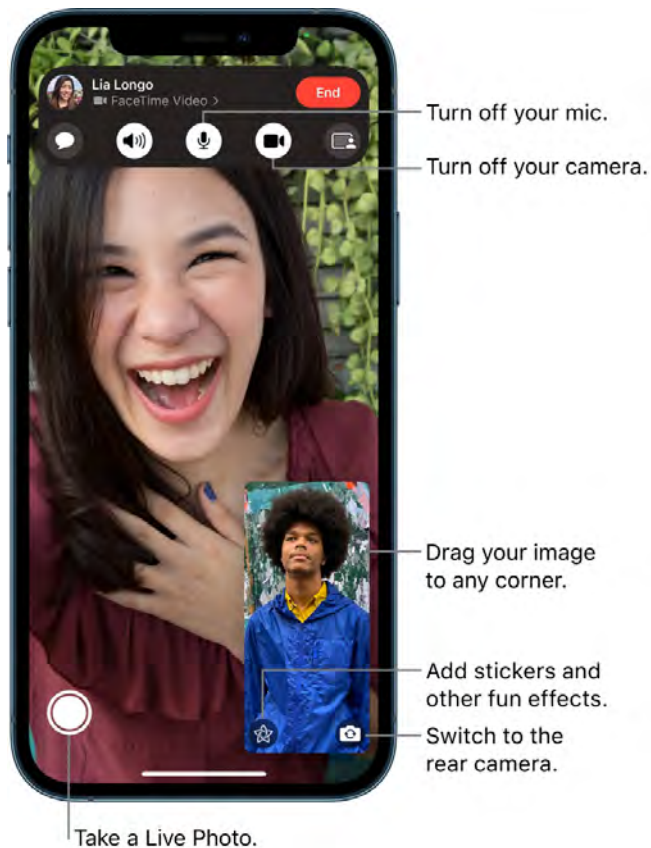 Lia Longo
FaceTime Video >
End
Turn off your mic.
Turn off your camera.
Drag your image
to any corner.
Add stickers and
other fun effects.
Switch to the
rear camera.
Take a Live Photo.